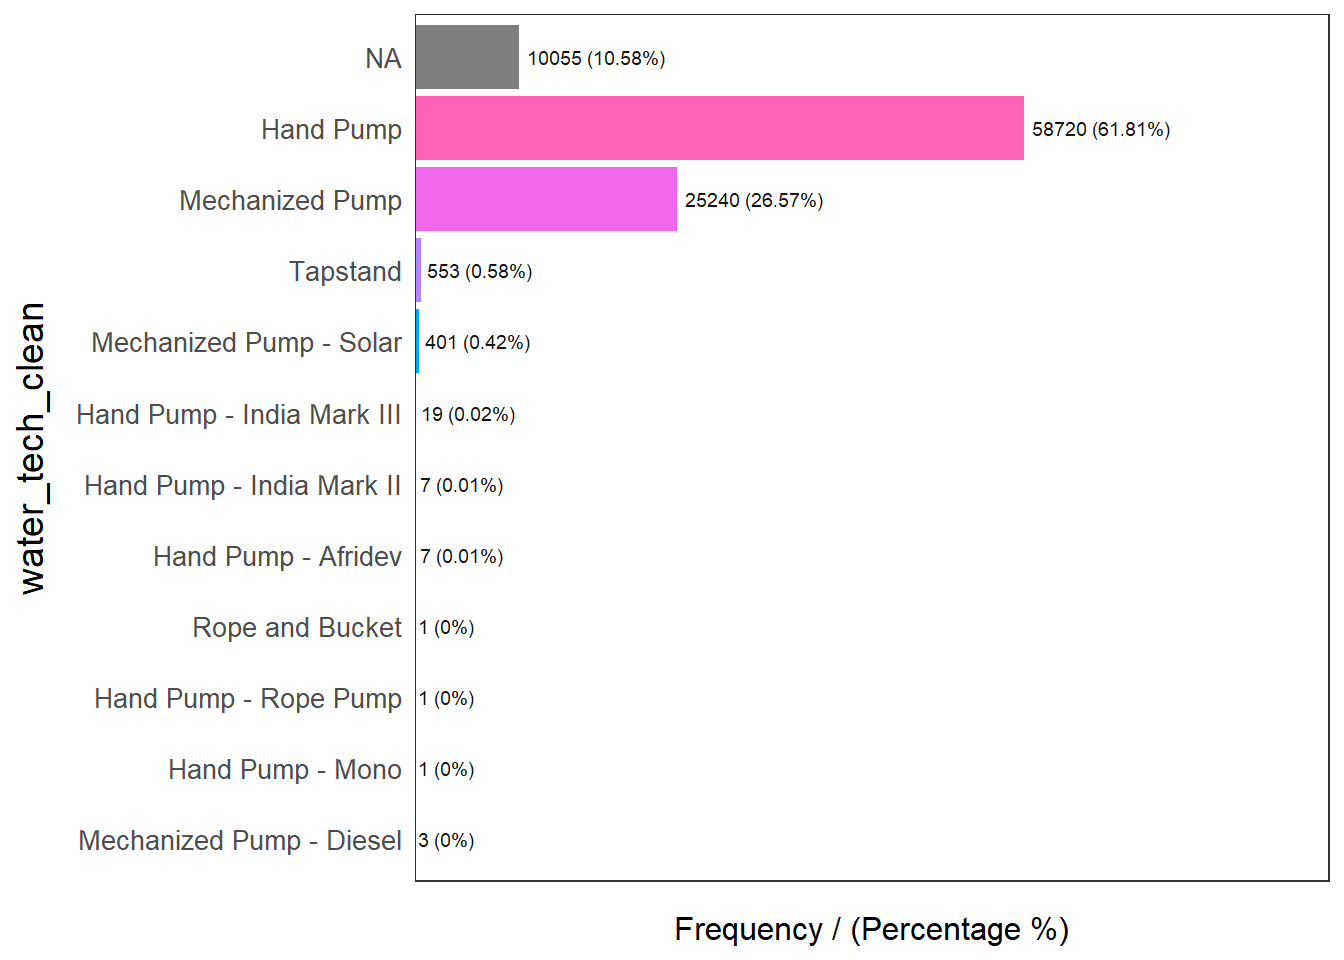 NA 10055 (10.58%)
Hand Pump 58720 (61.81%)
Mechanized Pump 25240 (26.57%)
Tapstand 553 (0.58%)
Mechanized Pump - Solar 401 (0.42%)
Hand Pump - India Mark III 19 (0.02%)
Hand Pump - India Mark II 7 (0.01%)
Hand Pump - Afridev 7 (0.01%)
Rope and Bucket 1 (0%)
Hand Pump - Rope Pump 1 (0%)
Hand Pump - Mono 1 (0%)
Mechanized Pump - Diesel 3 (0%)
water_tech_clean
Frequency / (Percentage %)